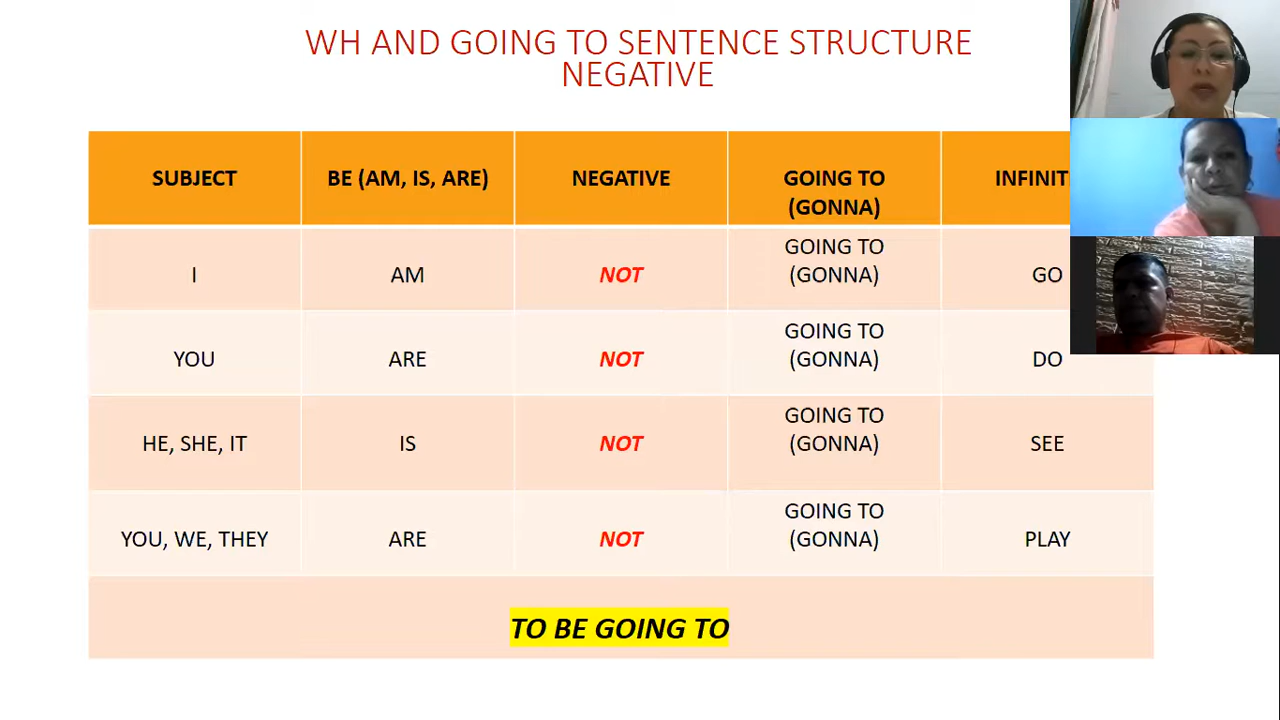 WH AND GOING TO SENTENCE STRUCTURE
NEGATIVE
SUBJECT BE (AM, IS, ARE) NEGATIVE GOING TO (GONNA) INFINIT
I AM NOT GOING TO (GONNA) GO
YOU ARE NOT GOING TO (GONNA) DO
HE, SHE, IT IS NOT GOING TO (GONNA) SEE
YOU, WE, THEY ARE NOT GOING TO (GONNA) PLAY
TO BE GOING TO